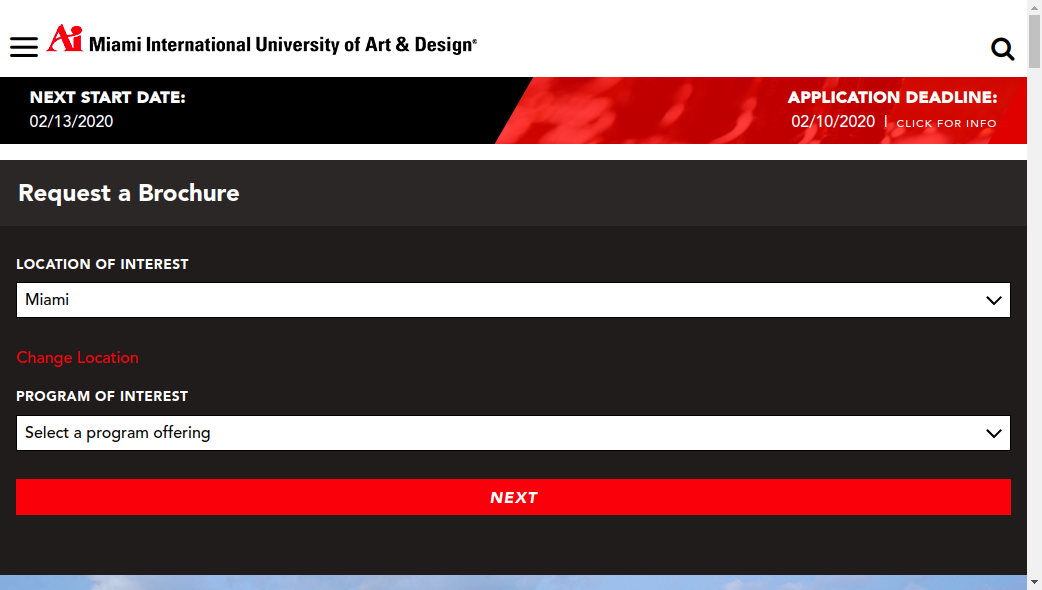 Ai Miami International University of Art & Design®
NEXT START DATE:
02/13/2020
APPLICATION DEADLINE:
02/10/2020 | CLICK FOR INFO
Request a Brochure
LOCATION OF INTEREST
Miami
Change Location
PROGRAM OF INTEREST
Select a program offering
NEXT